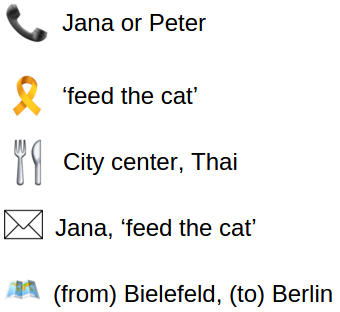 Jana or Peter
‘feed the cat’
City center, Thai
Jana, ‘feed the cat’
(from) Bielefeld, (to) Berlin